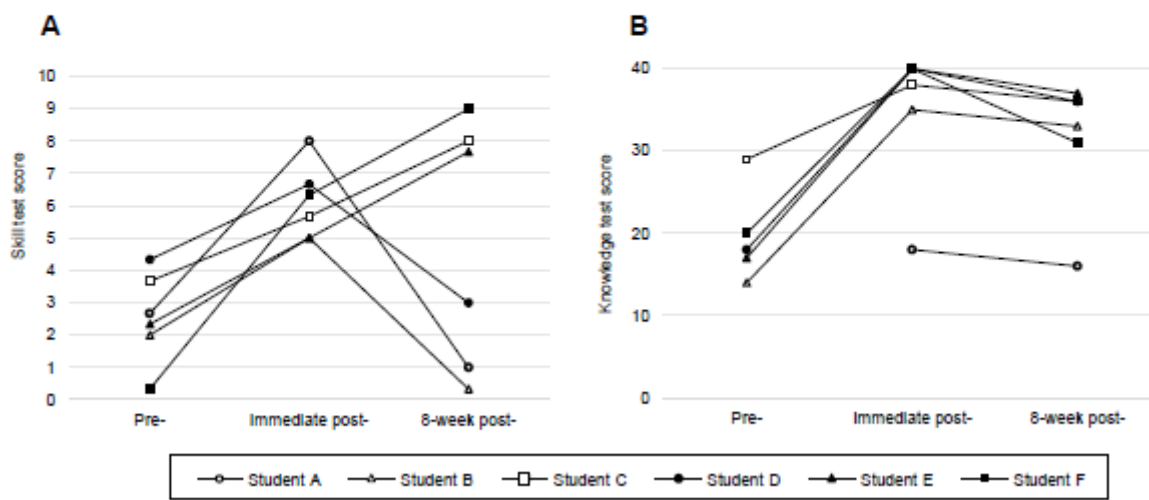 A
Skill test score
10
9
8
7
6
5
4
3
2
1
0
Pre-
Immediate post-
8-week post-
B
Knowledge test score
40
30
20
10
0
Pre-
Immediate post-
8-week post-
Student A
Student B
Student C
Student D
Student E
Student F